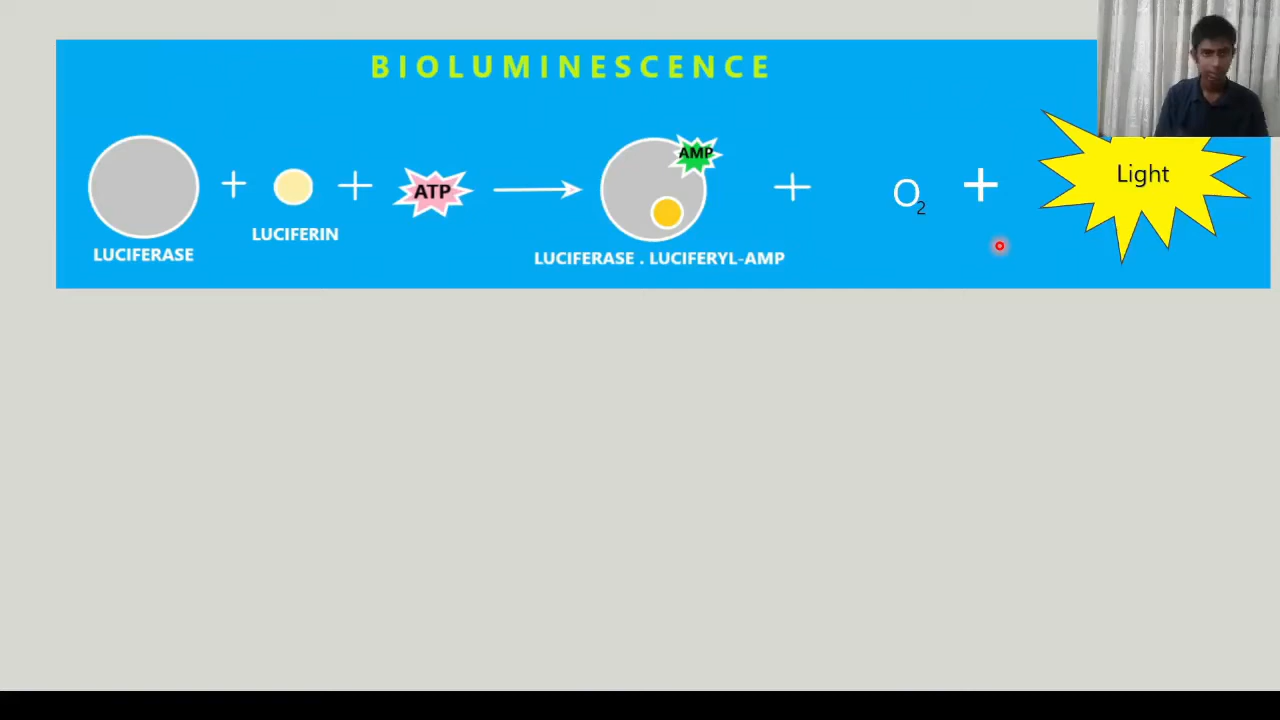 BIOLUMINESCENCE
LUCIFERASE + LUCIFERIN + ATP → AMP + O2 + Light
LUCIFERASE . LUCIFERYL-AMP